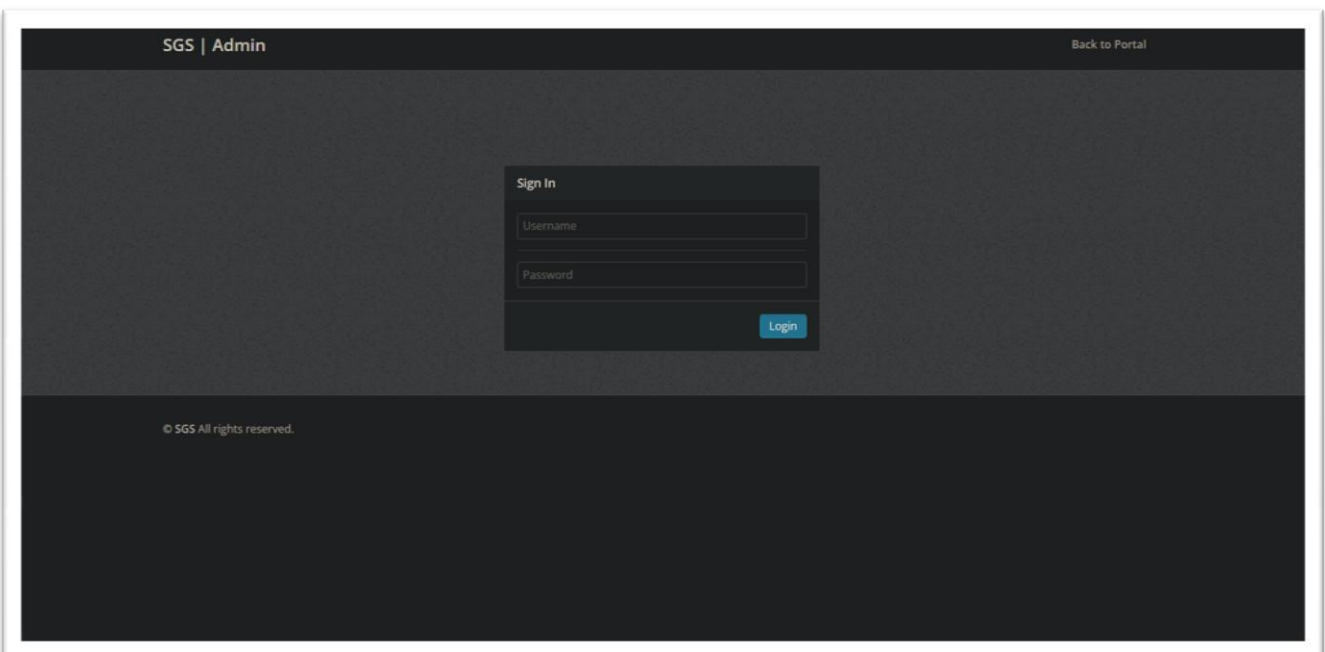 SGS | Admin
Back to Portal
Sign In
Username
Password
Login
© SGS All rights reserved.